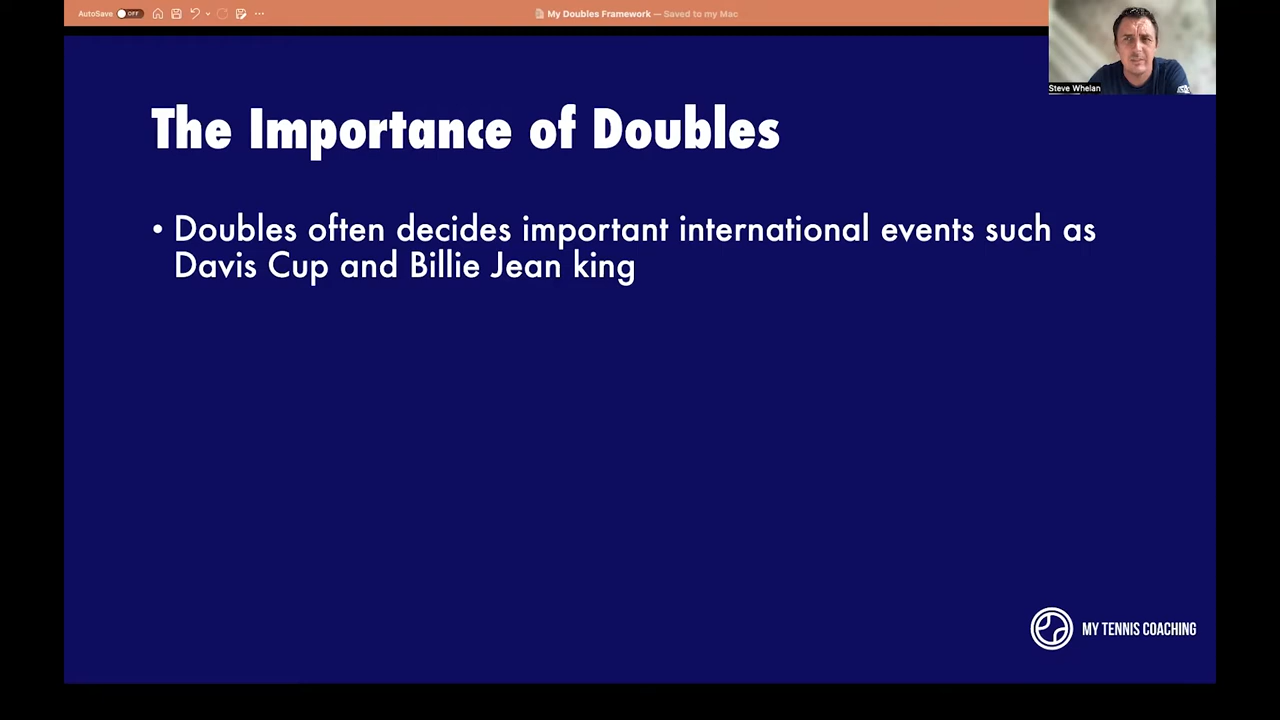 AutoSave OFF
My Doubles Framework — Saved to my Mac
Steve Whelan
The Importance of Doubles
• Doubles often decides important international events such as
Davis Cup and Billie Jean king
MY TENNIS COACHING